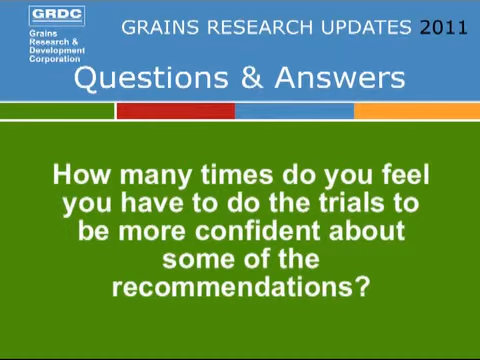 GRDC
Grains
Research &
Development
Corporation
GRAINS RESEARCH UPDATES 2011
Questions & Answers
How many times do you feel
you have to do the trials to
be more confident about
some of the
recommendations?